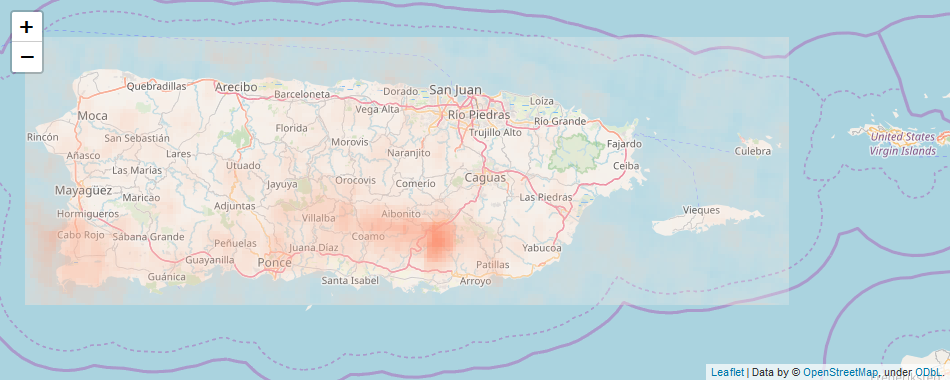 +
−
Quebradillas
Arecibo
Barceloneta
Dorado
San Juan
Loíza
Moca
Vega Alta
Río Piedras
Río Grande
Rincón
San Sebastián
Florida
Morovis
Trujillo Alto
Fajardo
United States
Virgin Islands
Añasco
Lares
Naranjito
Culebra
Las Marías
Utuado
Ceiba
Mayagüez
Maricao
Jayuya
Orocovis
Comerio
Caguas
Adjuntas
Las Piedras
Hormigueros
Villalba
Aibonito
Vieques
Cabo Rojo
Sábana Grande
Peñuelas
Juana Díaz
Coamo
Yabucoa
Guayanilla
Ponce
Patillas
Guánica
Santa Isabel
Arroyo
Leaflet | Data by © OpenStreetMap, under ODbL.